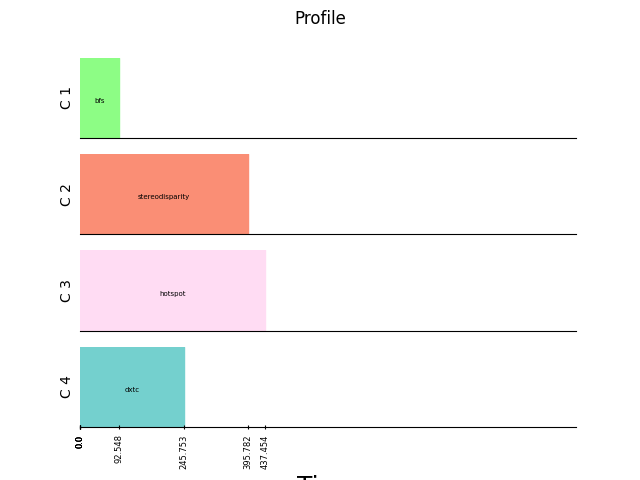 Profile
C 1
bfs
C 2
stereodisparity
C 3
hotspot
C 4
dxtc
0.0
92.548
245.753
395.782
437.454